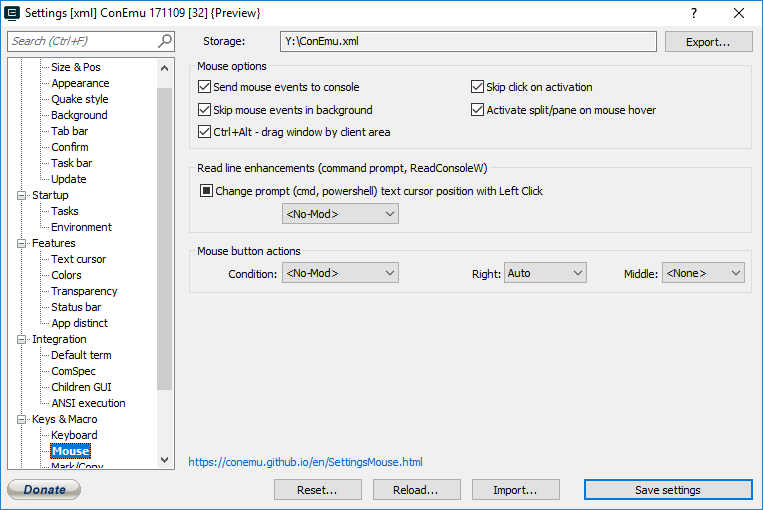 Settings [xml] ConEmu 171109 [32] {Preview}
?
Search (Ctrl+F)
Storage:
Y:\ConEmu.xml
Export...
Size & Pos
Appearance
Quake style
Background
Tab bar
Confirm
Task bar
Update
Startup
Tasks
Environment
Features
Text cursor
Colors
Transparency
Status bar
App distinct
Integration
Default term
ComSpec
Children GUI
ANSI execution
Keys & Macro
Keyboard
Mouse
Mark/Copy
Mouse options
Send mouse events to console
Skip click on activation
Skip mouse events in background
Activate split/pane on mouse hover
Ctrl+Alt - drag window by client area
Read line enhancements (command prompt, ReadConsoleW)
Change prompt (cmd, powershell) text cursor position with Left Click
<No-Mod>
Mouse button actions
Condition: <No-Mod> Right: Auto Middle: <None>
https://conemu.github.io/en/SettingsMouse.html
Donate
Reset...
Reload...
Import...
Save settings